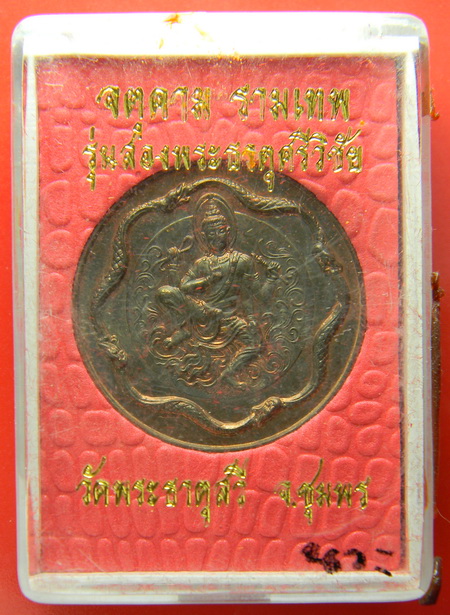 จตุคาม รามเทพ
รุ่นส่องพระธาตุศรีวิชัย
วัดพระธาตุสวี จ.ชุมพร